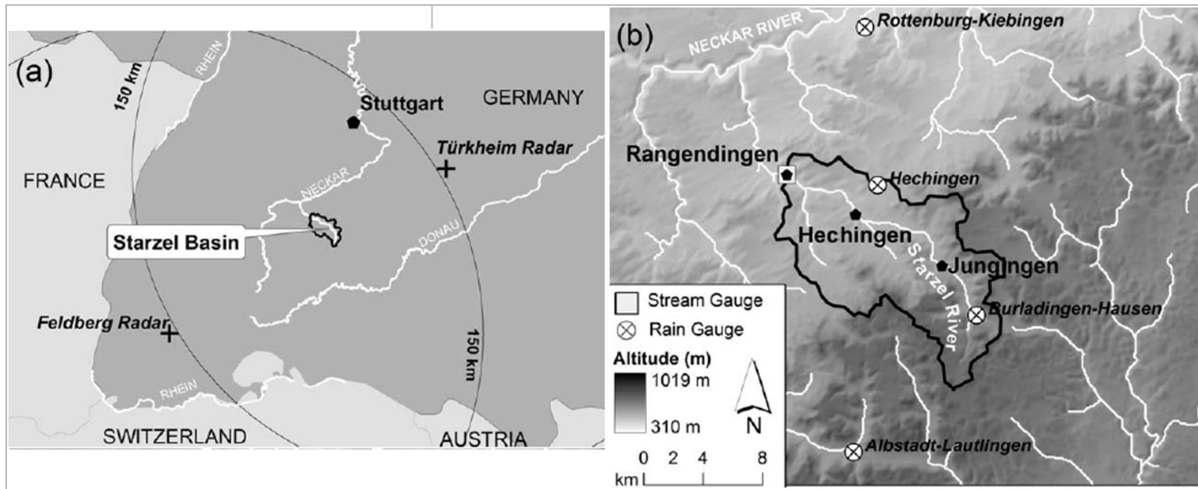 (a)
150 km
RHEIN
Stuttgart
GERMANY
Türkheim Radar
FRANCE
NECKAR
Starzel Basin
DONAU
Feldberg Radar
150 km
RHEIN
SWITZERLAND
AUSTRIA
(b)
NECKAR RIVER
Rottenburg-Kiebingen
Rangendingen
Hechingen
Hechingen
Jungingen
Starzel River
Burladingen-Hausen
Stream Gauge
Rain Gauge
Altitude (m)
1019 m
310 m
N
km
0 2 4 8
Albstadt-Lautlingen